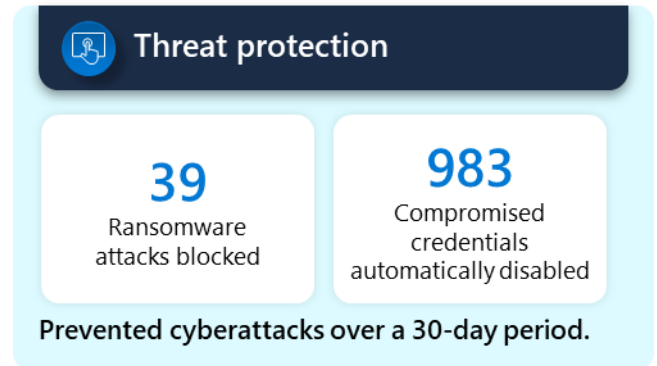 Threat protection
39
Ransomware
attacks blocked
983
Compromised
credentials
automatically disabled
Prevented cyberattacks over a 30-day period.